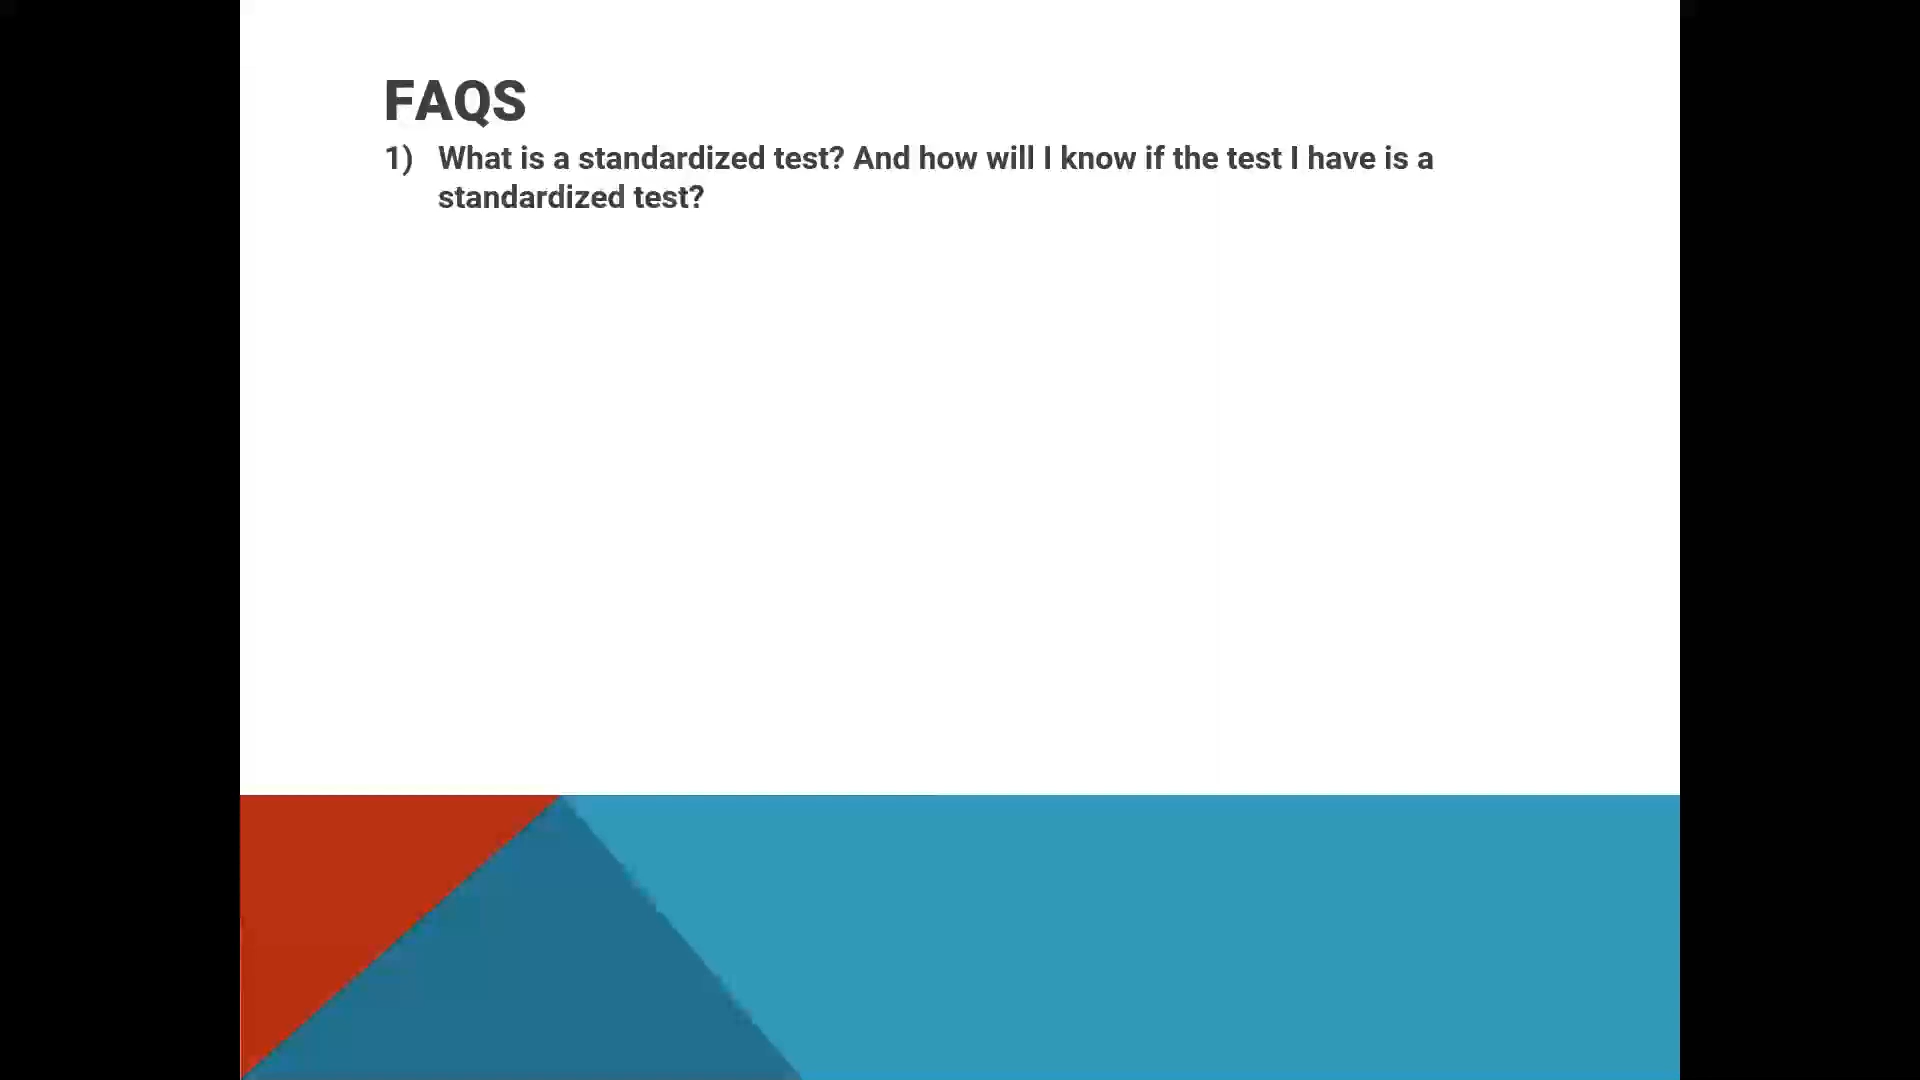 FAQS
1) What is a standardized test? And how will I know if the test I have is a
standardized test?